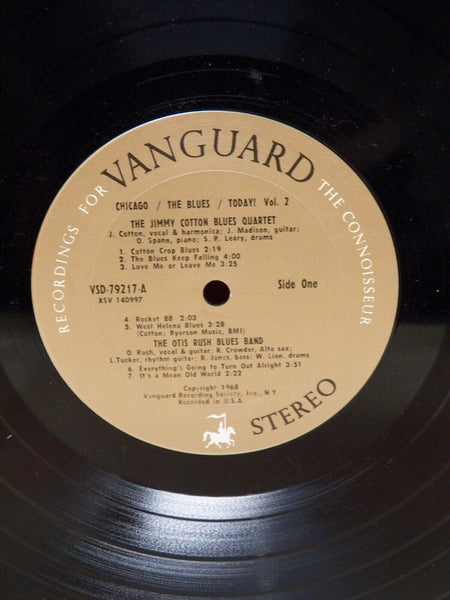 RECORDINGS FOR VANGUARD THE CONNOISSEUR
CHICAGO / THE BLUES / TODAY! Vol. 2
THE JIMMY COTTON BLUES QUARTET
J. Cotton, vocal & harmonica; J. Madison, guitar;
O. Spann, piano; S. P. Leary, drums
1. Cotton Crop Blues 2:19
2. The Blues Keep Falling 4:00
3. Love Me or Leave Me 3:25
VSD-79217-A
Side One
XSV 140997
4. Rocket 88 2:03
5. West Helena Blues 3:28
(Cotton; Ryerson Music, BMI)
THE OTIS RUSH BLUES BAND
O. Rush, vocal & guitar; R. Crowder, Alto sax;
L. Tucker, rhythm guitar; R. Jones, bass; W. Lion, drums
6. Everything's Going to Turn Out Alright 3:51
7. It's a Mean Old World 2:22
Copyright 1968
Vanguard Recording Society, Inc., N.Y.
Recorded in U.S.A.
STEREO